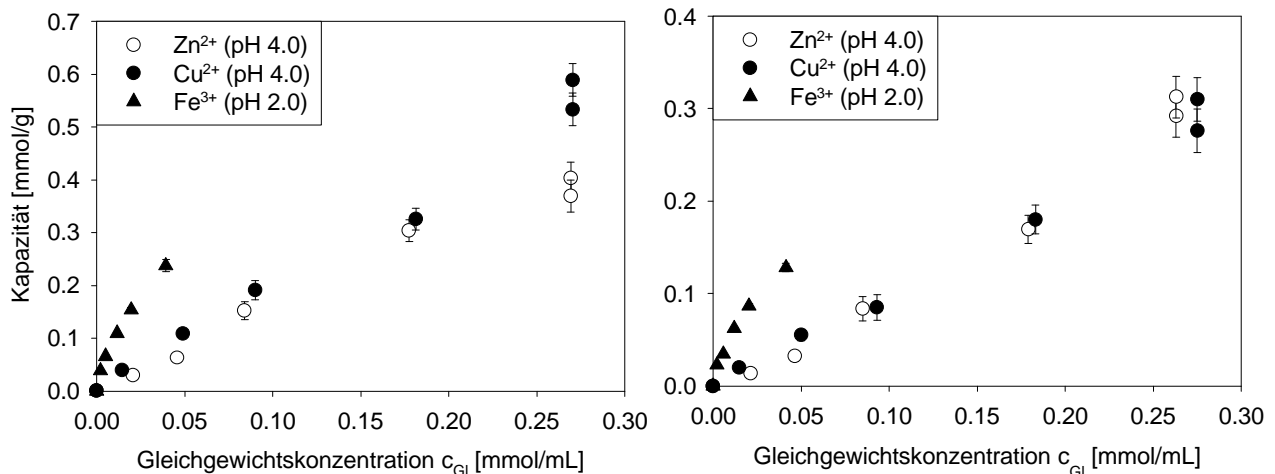 0.7
0.6
0.5
0.4
0.3
0.2
0.1
0.0
Kapazität [mmol/g]
Zn²⁺ (pH 4.0)
Cu²⁺ (pH 4.0)
Fe³⁺ (pH 2.0)
0.00 0.05 0.10 0.15 0.20 0.25 0.30
Gleichgewichtskonzentration c_Gl [mmol/mL]
0.4
0.3
0.2
0.1
0.0
Zn²⁺ (pH 4.0)
Cu²⁺ (pH 4.0)
Fe³⁺ (pH 2.0)
0.00 0.05 0.10 0.15 0.20 0.25 0.30
Gleichgewichtskonzentration c_Gl [mmol/mL]